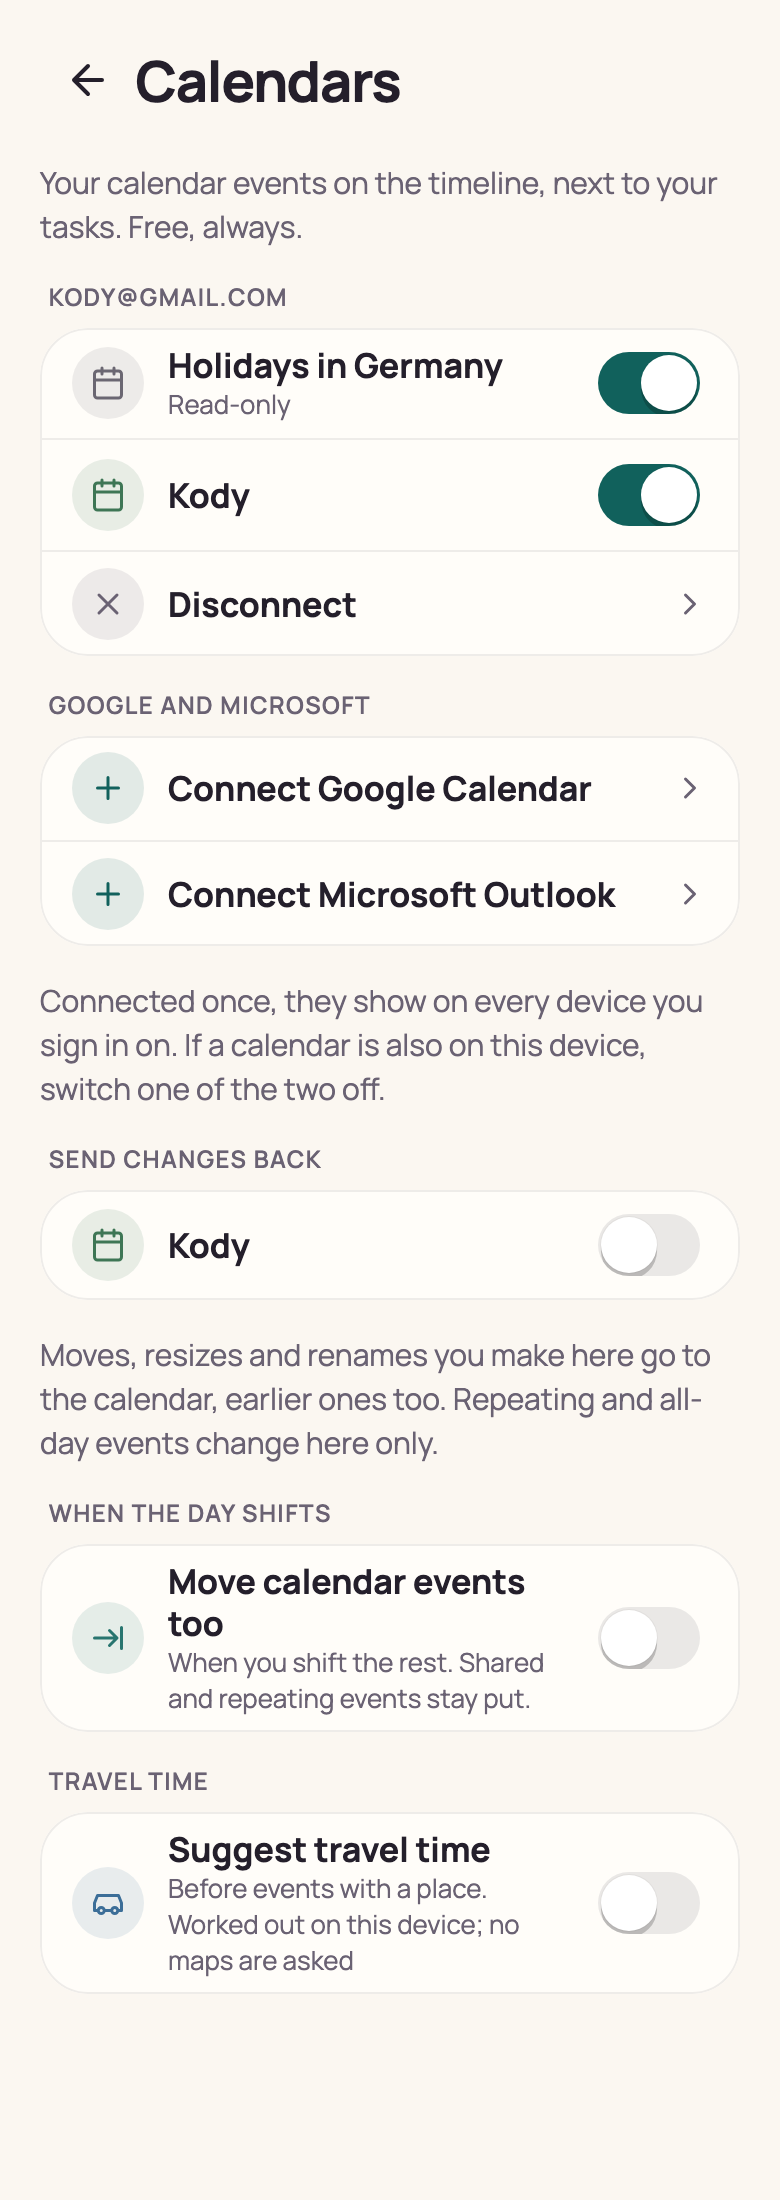 Calendars
Your calendar events on the timeline, next to your
tasks. Free, always.
KODY@GMAIL.COM
Holidays in Germany
Read-only
Kody
Disconnect
GOOGLE AND MICROSOFT
Connect Google Calendar
Connect Microsoft Outlook
Connected once, they show on every device you
sign in on. If a calendar is also on this device,
switch one of the two off.
SEND CHANGES BACK
Kody
Moves, resizes and renames you make here go to
the calendar, earlier ones too. Repeating and all-
day events change here only.
WHEN THE DAY SHIFTS
Move calendar events
too
When you shift the rest. Shared
and repeating events stay put.
TRAVEL TIME
Suggest travel time
Before events with a place.
Worked out on this device; no
maps are asked